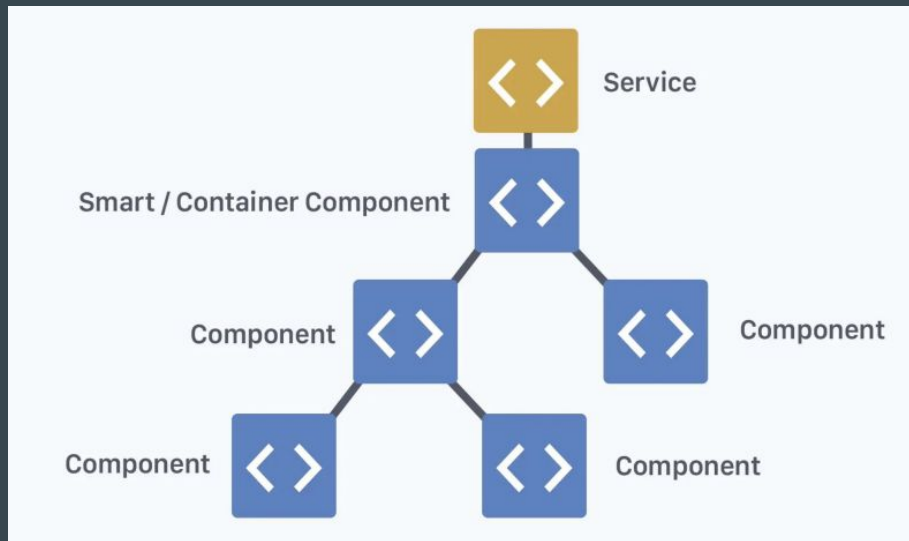 Service
Smart / Container Component
Component
Component
Component
Component